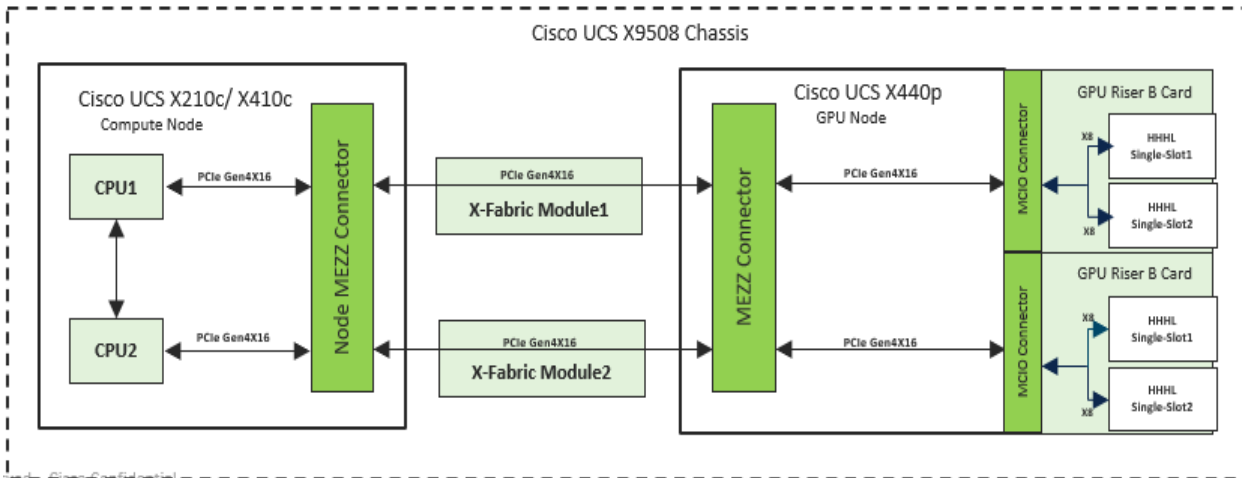 Cisco UCS X9508 Chassis
Cisco UCS X210c/ X410c
Compute Node
CPU1
PCIe Gen4X16
CPU2
PCIe Gen4X16
Node MEZZ Connector
PCIe Gen4X16
X-Fabric Module1
PCIe Gen4X16
X-Fabric Module2
Cisco UCS X440p
GPU Node
MEZZ Connector
PCIe Gen4X16
PCIe Gen4X16
MCIO Connector
GPU Riser B Card
X8
HHHL
Single-Slot1
HHHL
Single-Slot2
X8
MCIO Connector
GPU Riser B Card
X8
HHHL
Single-Slot1
HHHL
Single-Slot2
X8
Cisco Confidential